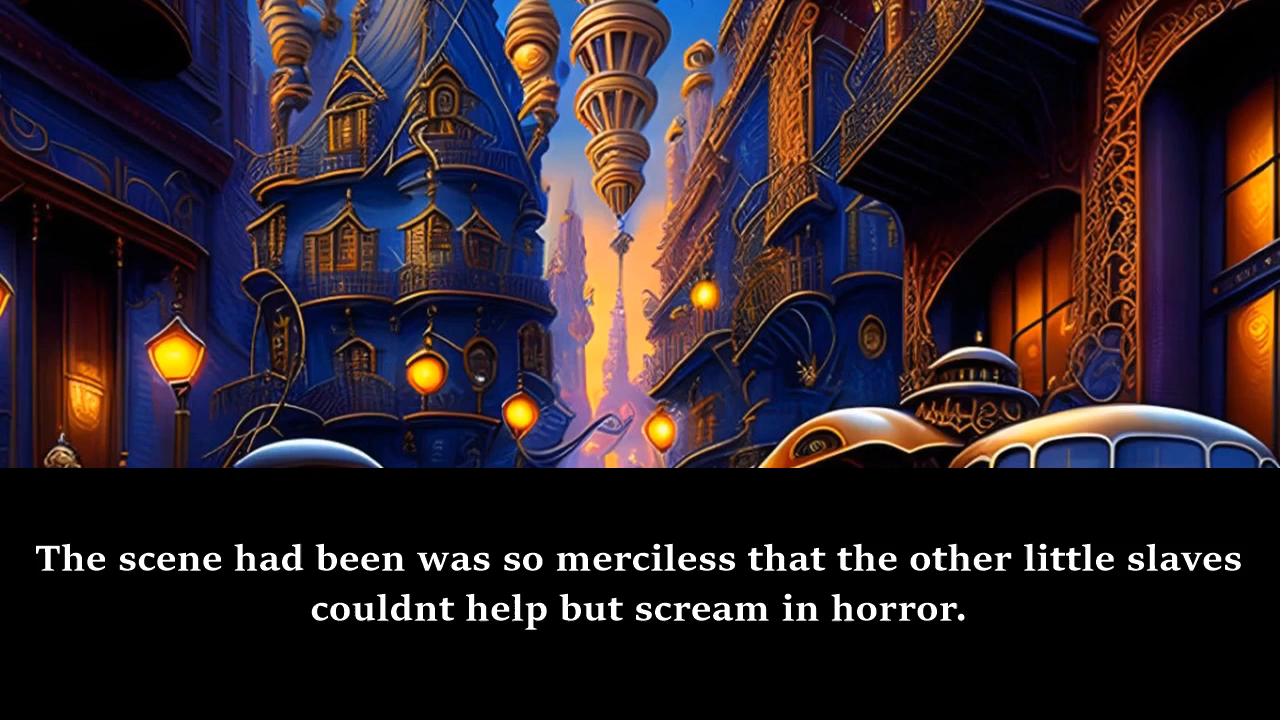 The scene had been was so merciless that the other little slaves
couldnt help but scream in horror.